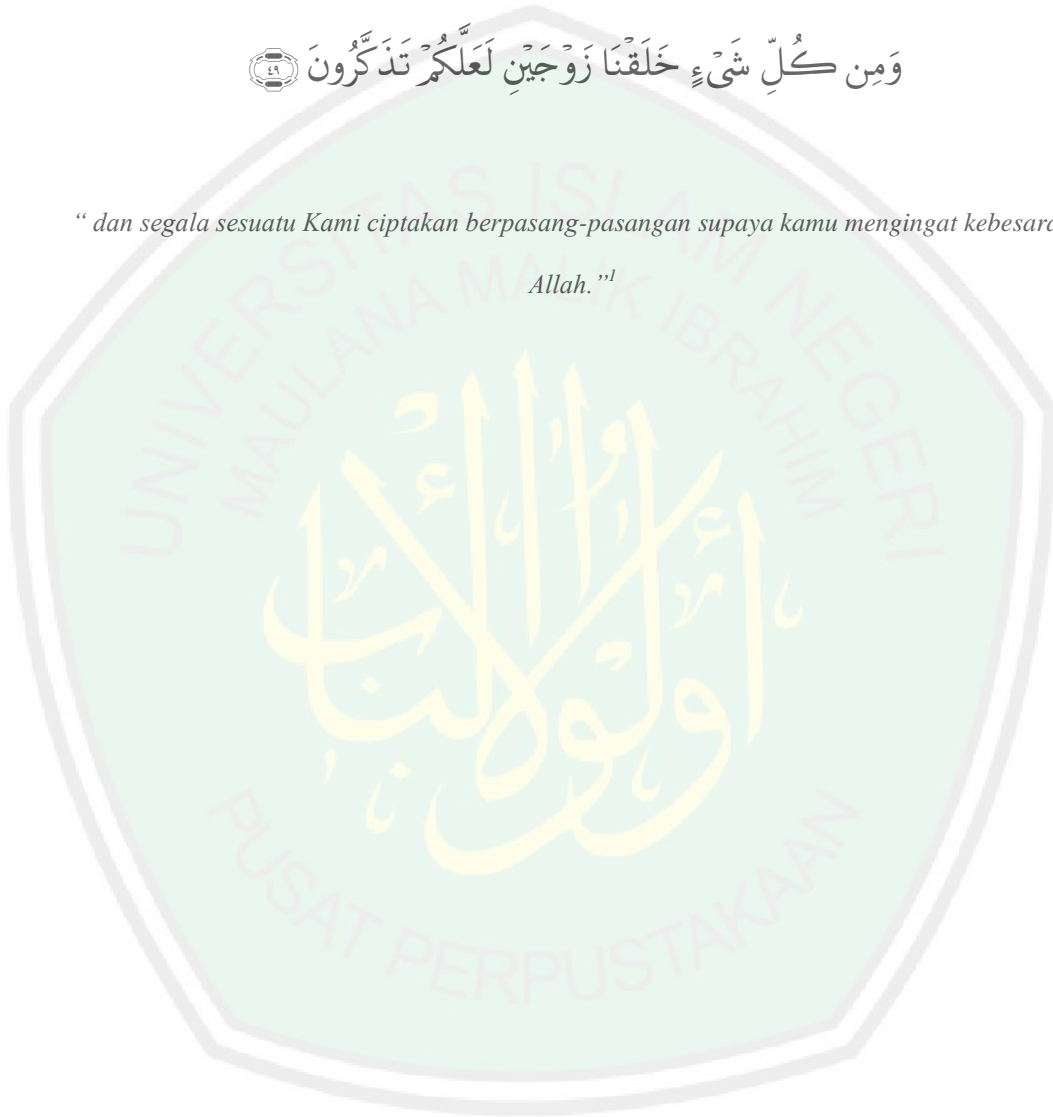 وَمِن كُلِّ شَىْءٍ خَلَقْنَا زَوْجَيْنِ لَعَلَّكُمْ تَذَكَّرُونَ ۝٤٩
“ dan segala sesuatu Kami ciptakan berpasang-pasangan supaya kamu mengingat
Allah.”1
UNIVERSITAS ISLAM NEGERI
MAULANA MALIK IBRAHIM
أولوا الألباب
PUSAT PERPUSTAKAAN